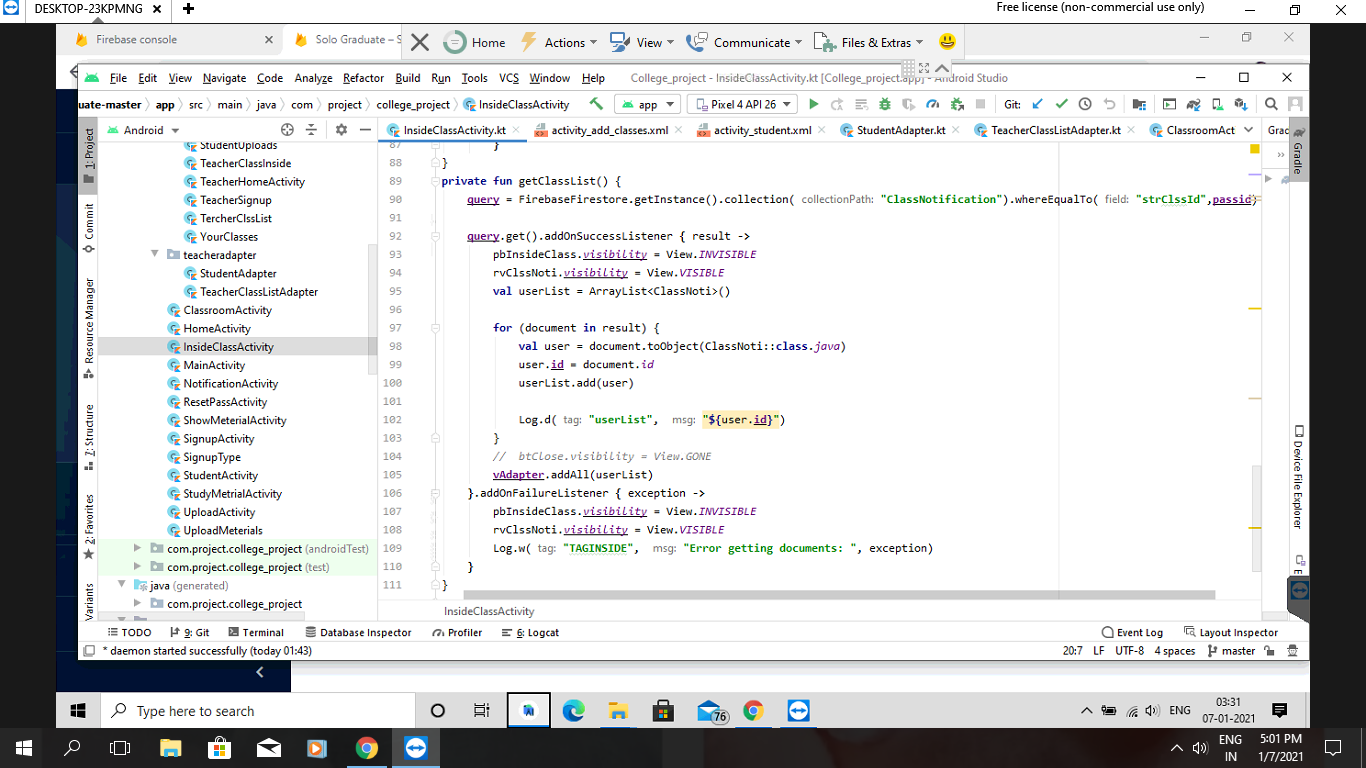 DESKTOP-23KPMNG
Free license (non-commercial use only)
Firebase console
Solo Graduate – S
Home
Actions
View
Communicate
Files & Extras
File Edit View Navigate Code Analyze Refactor Build Run Tools VCS Window Help
College_project - InsideClassActivity.kt [College_project.app] - Android Studio
uate-master app src main java com project college_project InsideClassActivity
app
Pixel 4 API 26
Git:
Android
InsideClassActivity.kt
activity_add_classes.xml
activity_student.xml
StudentAdapter.kt
TeacherClassListAdapter.kt
ClassroomAct
Grac
1: Project
Commit
Resource Manager
7: Structure
2: Favorites
Variants
StudentUploads
TeacherClassInside
TeacherHomeActivity
TeacherSignup
TercherClssList
YourClasses
teacheradapter
StudentAdapter
TeacherClassListAdapter
ClassroomActivity
HomeActivity
InsideClassActivity
MainActivity
NotificationActivity
ResetPassActivity
ShowMeterialActivity
SignupActivity
SignupType
StudentActivity
StudyMetrialActivity
UploadActivity
UploadMeterials
com.project.college_project (androidTest)
com.project.college_project (test)
java (generated)
com.project.college_project
87 }
88 }
89 private fun getClassList() {
90 query = FirebaseFirestore.getInstance().collection( collectionPath: "ClassNotification").whereEqualTo( field: "strClssId",passid)
91
92 query.get().addOnSuccessListener { result ->
93 pbInsideClass.visibility = View.INVISIBLE
94 rvClssNoti.visibility = View.VISIBLE
95 val userList = ArrayList<ClassNoti>()
96
97 for (document in result) {
98 val user = document.toObject(ClassNoti::class.java)
99 user.id = document.id
100 userList.add(user)
101
102 Log.d( tag: "userList", msg: "${user.id}")
103 }
104 // btClose.visibility = View.GONE
105 vAdapter.addAll(userList)
106 }.addOnFailureListener { exception ->
107 pbInsideClass.visibility = View.INVISIBLE
108 rvClssNoti.visibility = View.VISIBLE
109 Log.w( tag: "TAGINSIDE", msg: "Error getting documents: ", exception)
110 }
111 }
InsideClassActivity
Gradle
Device File Explorer
E
TODO
9: Git
Terminal
Database Inspector
Profiler
6: Logcat
Event Log
Layout Inspector
* daemon started successfully (today 01:43)
20:7 LF UTF-8 4 spaces master
Type here to search
76
ENG
03:31
07-01-2021
ENG
IN
5:01 PM
1/7/2021